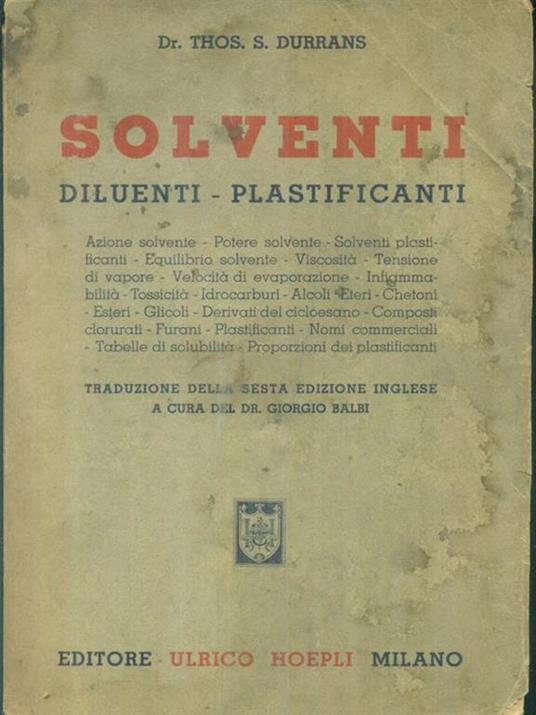 Dr. THOS. S. DURRANS
SOLVENTI
DILUENTI - PLASTIFICANTI
Azione solvente - Potere solvente - Solventi plasti-
ficanti - Equilibrio solvente - Viscosità - Tensione
di vapore - Velocità di evaporazione - Infiamma-
bilità - Tossicità - Idrocarburi - Alcoli - Eteri - Chetoni
- Esteri - Glicoli - Derivati del cicloesano - Composti
clorurati - Furani - Plastificanti - Nomi commerciali
- Tabelle di solubilità - Proporzioni dei plastificanti
TRADUZIONE DELLA SESTA EDIZIONE INGLESE
A CURA DEL DR. GIORGIO BALBI
EDITORE - ULRICO HOEPLI MILANO